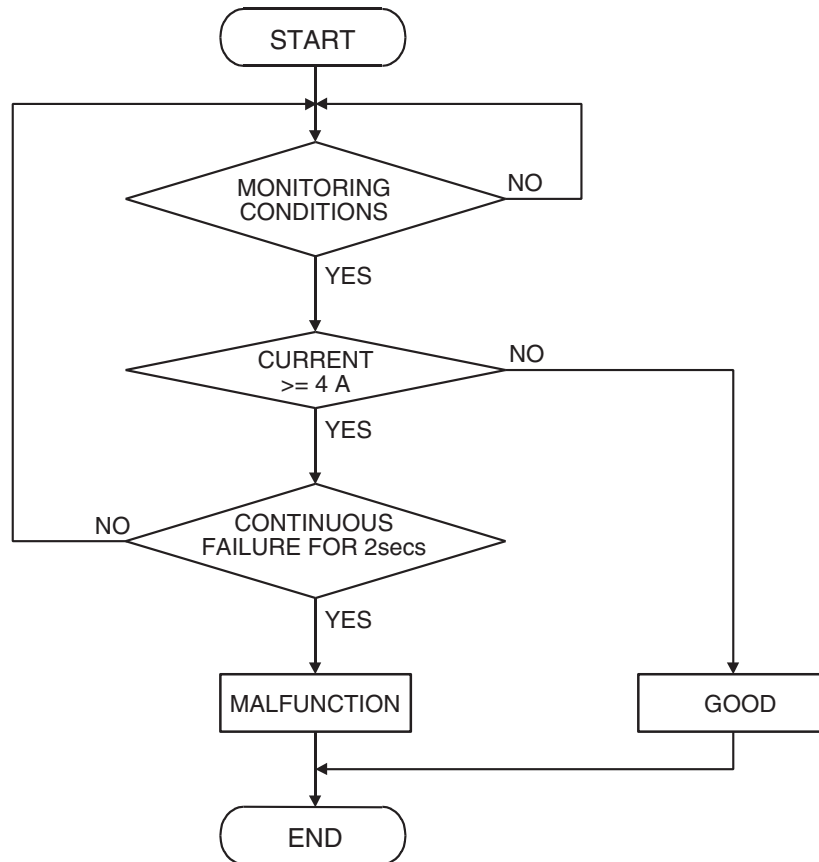 START
MONITORING
CONDITIONS
NO
YES
CURRENT
>= 4 A
NO
YES
CONTINUOUS
FAILURE FOR 2secs
NO
YES
MALFUNCTION
GOOD
END